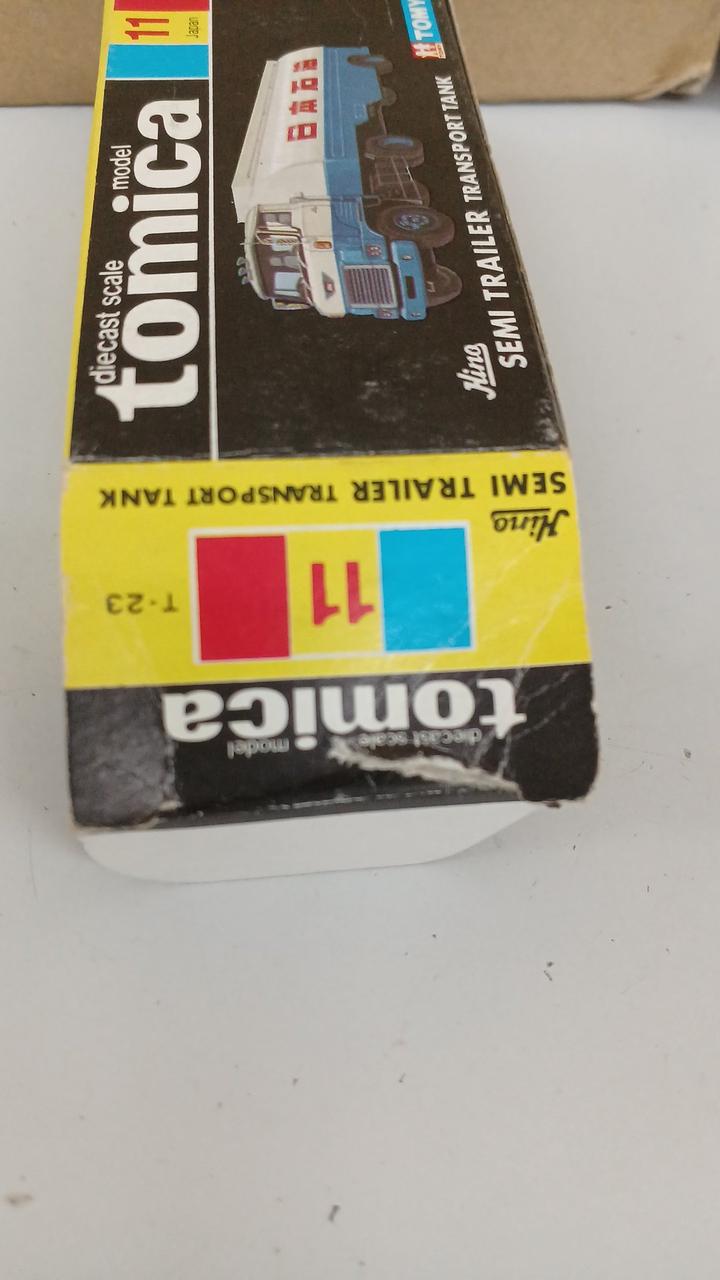 11
Japan
TOMY
diecast scale model
tomica
日本石油
Hino
SEMI TRAILER TRANSPORT TANK
Hino
SEMI TRAILER TRANSPORT TANK
11
T-23
tomica
diecast scale model